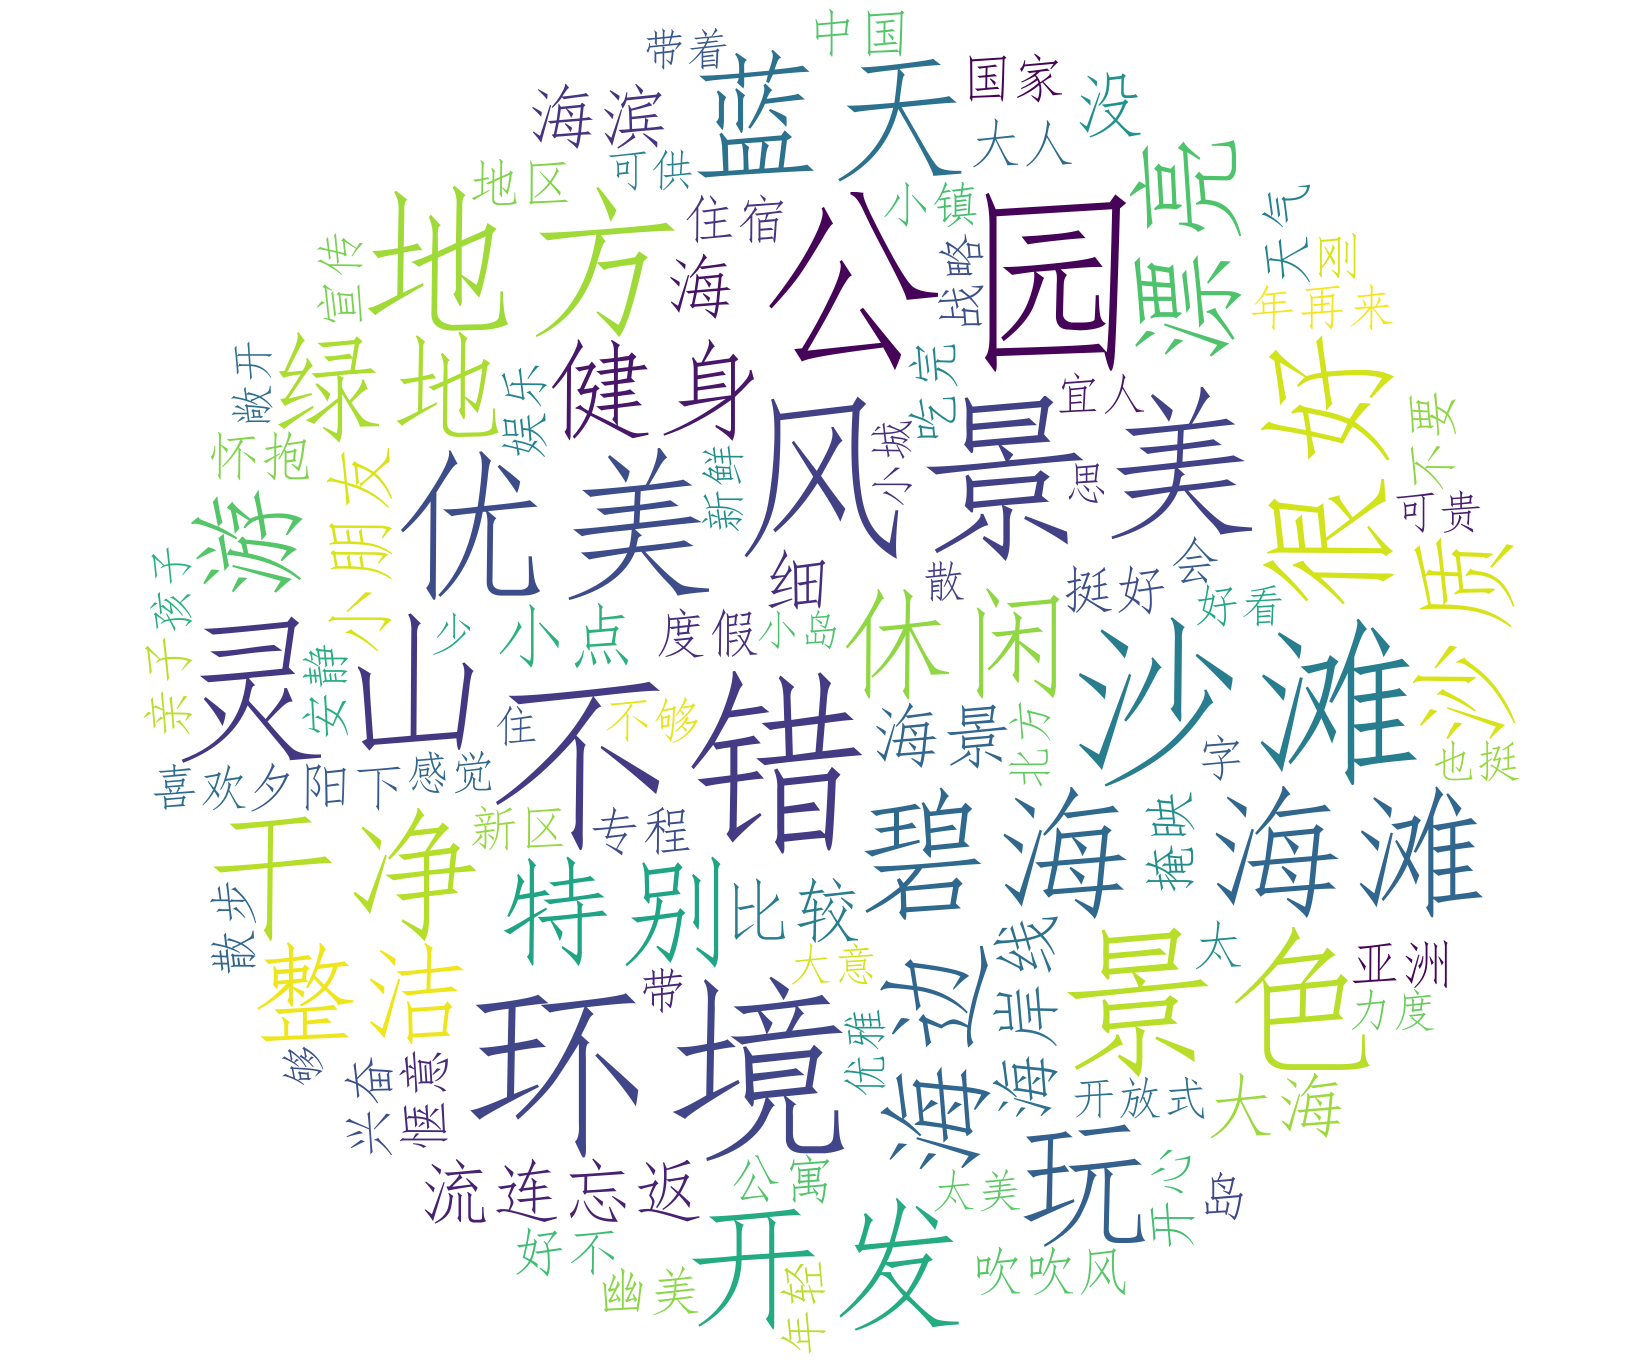 中国
带着
蓝天
国家
海滨
没
大人
可供
漂亮
地区
地方
小镇
住宿
公园
天气
宣传
海
战略
刚
年再来
绿地
健身
敞开
娱乐
吃完
宜人
很好
风景美
小城
不要
怀抱
小朋友
优美
新鲜
思
可贵
游
沙质
孩子
细
散
挺好
会
好看
灵山
少
小点
度假
小岛
休闲
沙滩
亲子
安静
不错
住
不够
海景
北方
字
也挺
喜欢
夕阳下
感觉
干净
新区
专程
碧海
掩映
海滩
特别
比较
散步
整洁
带
大意
海边
海岸线
景色
太
亚洲
力度
环境
优雅
够
兴奋
惬意
开放式
大海
流连忘返
公寓
太美
玩
开心
岛
好不
开发
幽美
年轻
吹吹风